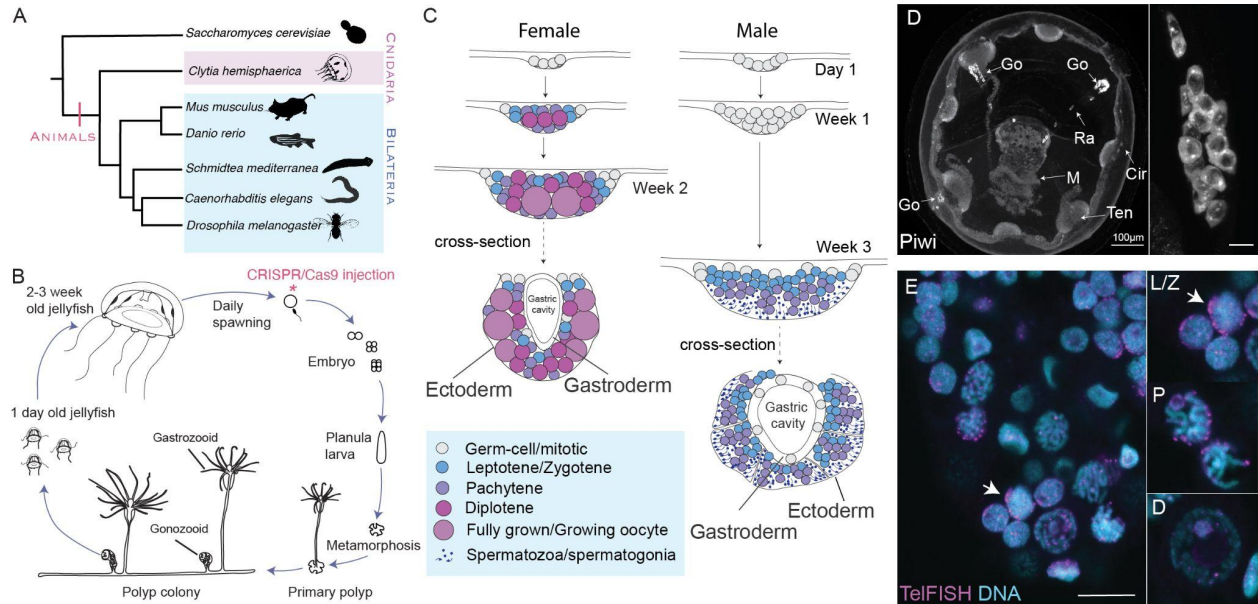 A
Saccharomyces cerevisiae
Clytia hemisphaerica
Mus musculus
Danio rerio
Schmidtea mediterranea
Caenorhabditis elegans
Drosophila melanogaster
ANIMALS
CNIDARIA
BILATERIA
B
CRISPR/Cas9 injection
*
2-3 week
old jellyfish
Daily
spawning
Embryo
1 day old jellyfish
Gastrozooid
Planula
larva
Gonozooid
Metamorphosis
Polyp colony
Primary polyp
C
Female
Male
Day 1
Week 1
Week 2
Week 3
cross-section
cross-section
Gastric
cavity
Ectoderm
Gastroderm
Gastric
cavity
Gastroderm
Ectoderm
Germ-cell/mitotic
Leptotene/Zygotene
Pachytene
Diplotene
Fully grown/Growing oocyte
Spermatozoa/spermatogonia
D
Go
Go
Ra
M
Cir
Go
Ten
Piwi
100µm
E
L/Z
P
D
TelFISH DNA